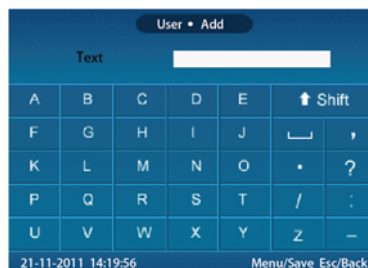 User • Add
Text
A B C D E Shift
F G H I J ,
K L M N O . ?
P Q R S T / :
U V W X Y Z –
21-11-2011 14:19:56 Menu/Save Esc/Back